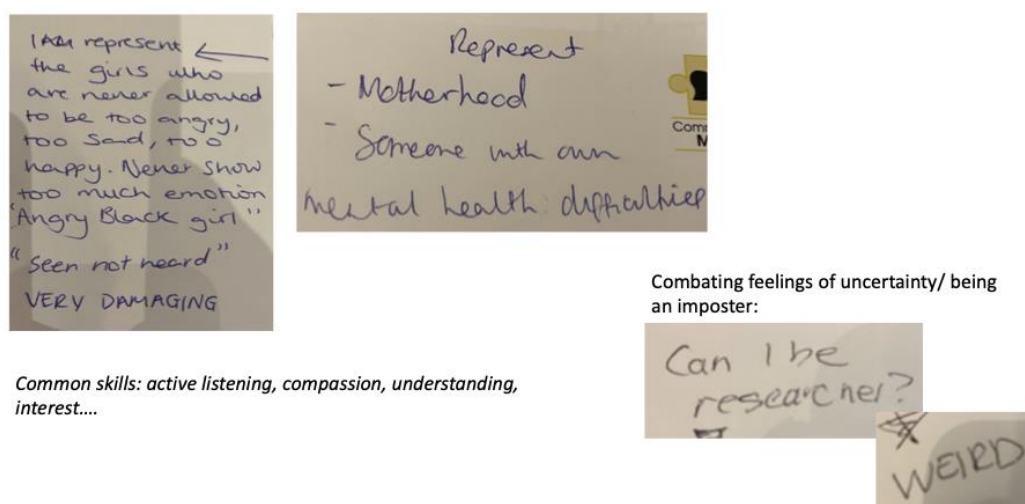 I AM represent
the girls who
are never allowed
to be too angry,
too sad, too
happy. Never show
too much emotion
"Angry Black girl"
"Seen not heard"
VERY DAMAGING
Represent
- Motherhood
- Someone with own
mental health difficulties
Com
M
Combating feelings of uncertainty/ being
an imposter:
Can I be
researcher?
WEIRD
Common skills: active listening, compassion, understanding,
interest....